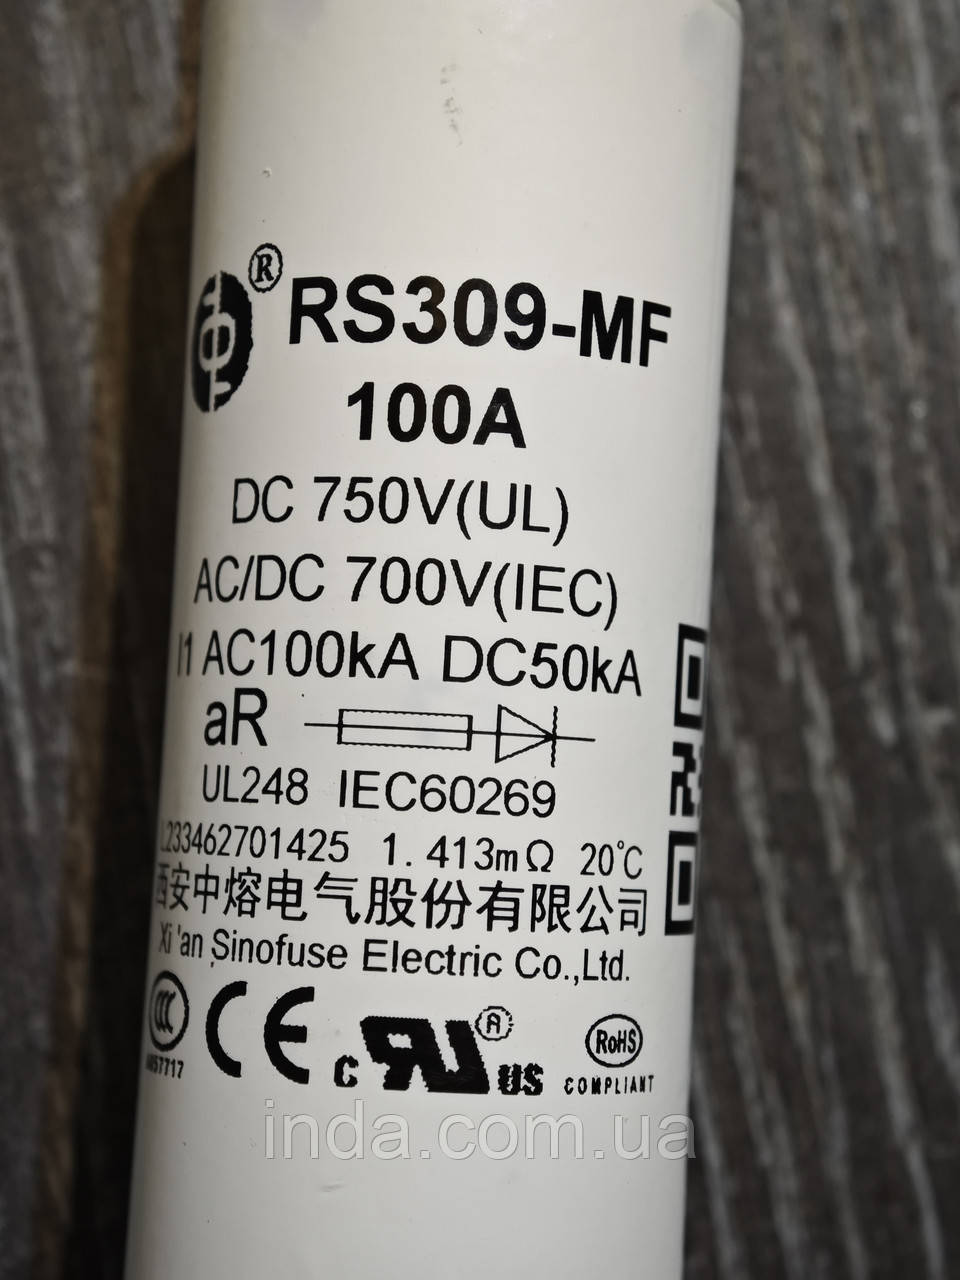 ® RS309-MF
100A
DC 750V(UL)
AC/DC 700V(IEC)
I1 AC100kA DC50kA
aR
UL248 IEC60269
L233462701425 1.413mΩ 20℃
西安中熔电气股份有限公司
Xi'an Sinofuse Electric Co.,Ltd.
CCC CE c RU ® US RoHS
COMPLIANT
inda.com.ua